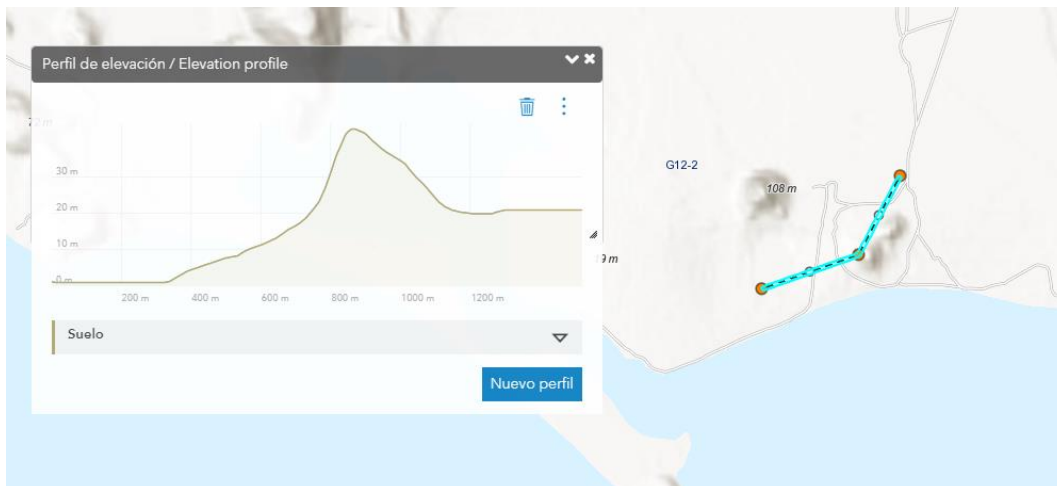 Perfil de elevación / Elevation profile
30 m
20 m
10 m
0 m
200 m
400 m
600 m
800 m
1000 m
1200 m
Suelo
Nuevo perfil
G12-2
108 m
9 m